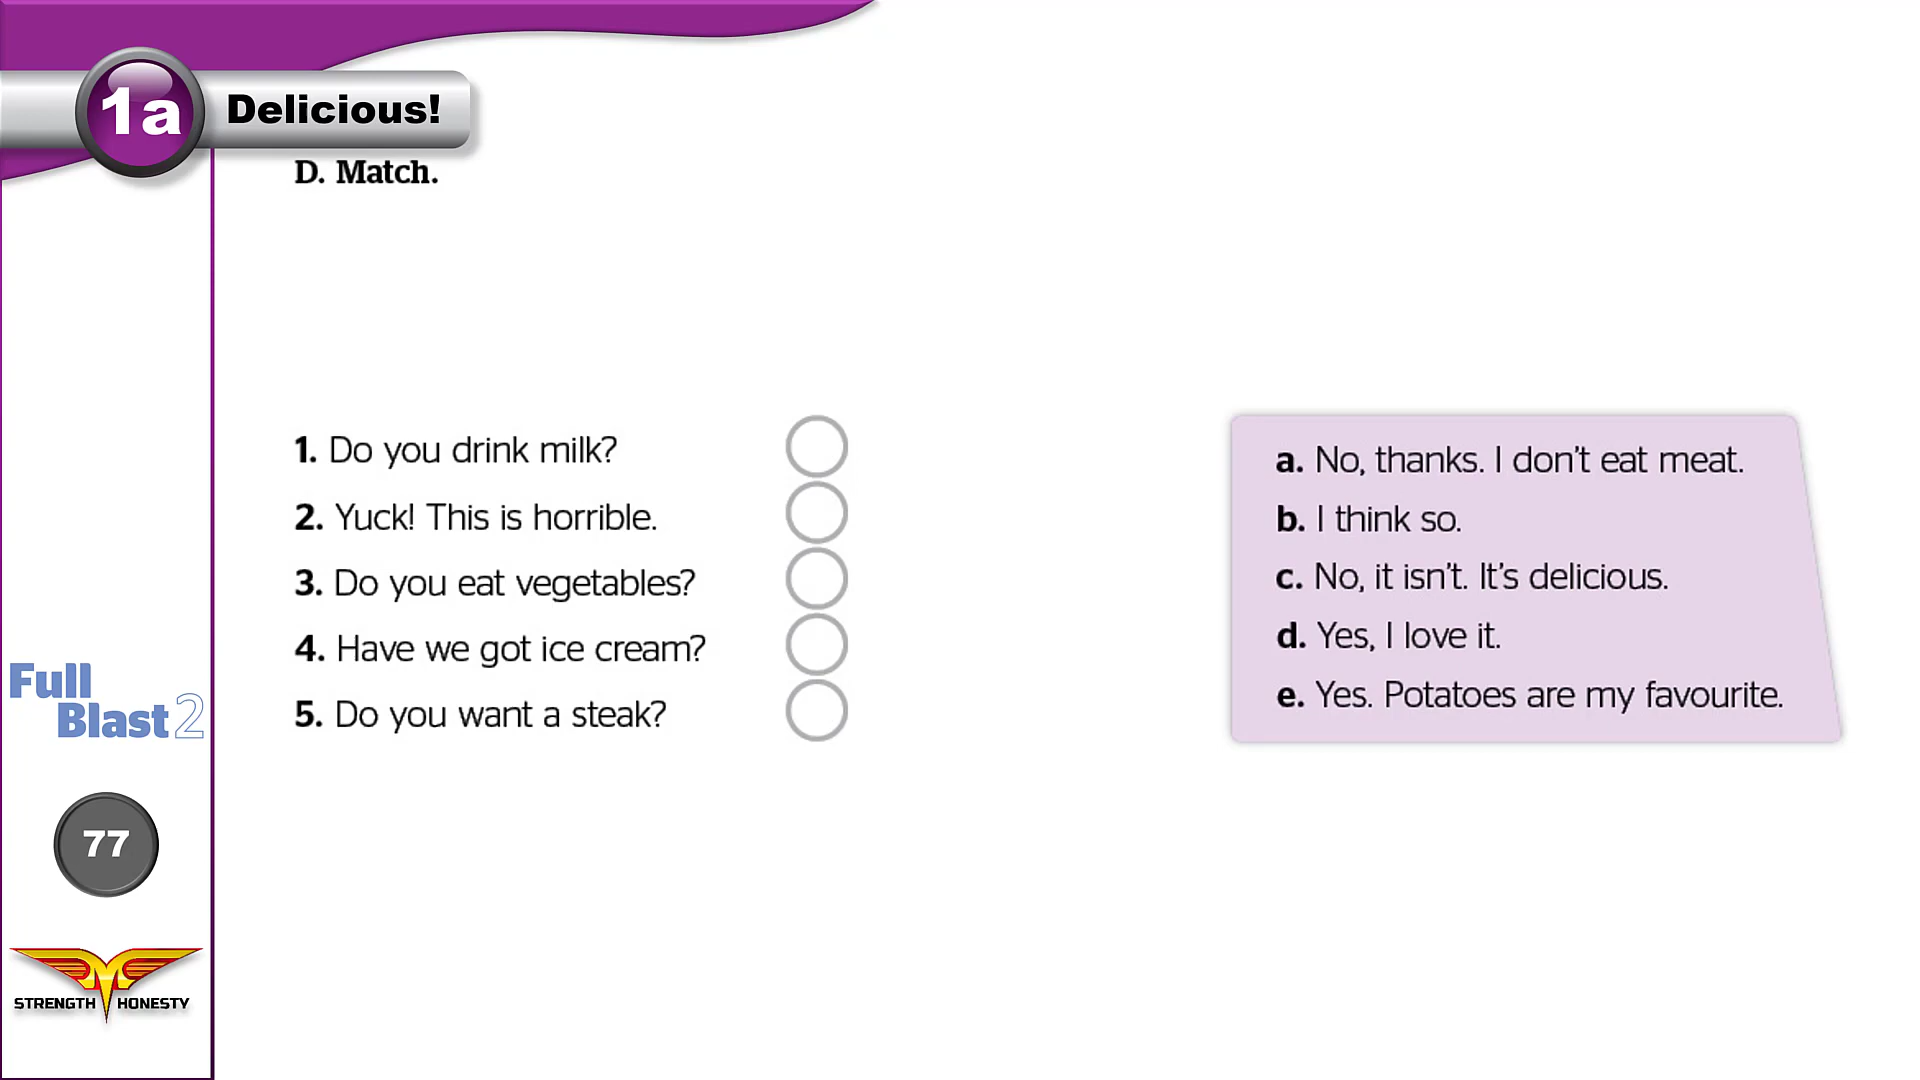 1a Delicious!
D. Match.
1. Do you drink milk?
2. Yuck! This is horrible.
3. Do you eat vegetables?
4. Have we got ice cream?
5. Do you want a steak?
a. No, thanks. I don't eat meat.
b. I think so.
c. No, it isn't. It's delicious.
d. Yes, I love it.
e. Yes. Potatoes are my favourite.
Full
Blast 2
77
STRENGTH HONESTY